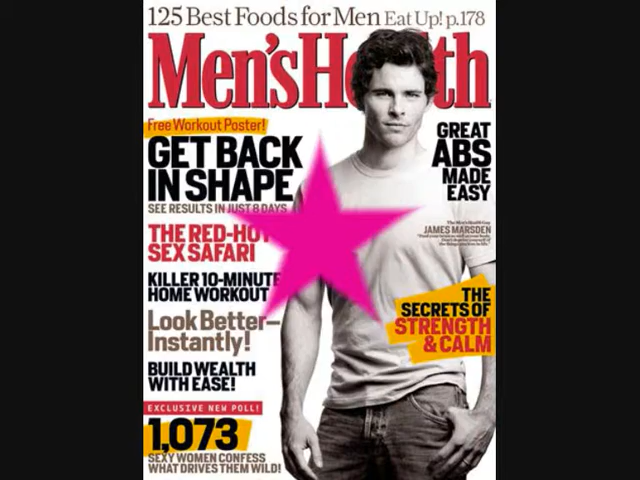 125 Best Foods for Men Eat Up! p.178
Men'sHealth
Free Workout Poster!
GET BACK
IN SHAPE
SEE RESULTS IN JUST 8 DAYS
THE RED-HOT
SEX SAFARI
KILLER 10-MINUTE
HOME WORKOUT
Look Better–
Instantly!
BUILD WEALTH
WITH EASE!
EXCLUSIVE NEW POLL!
1,073
SEXY WOMEN CONFESS
WHAT DRIVES THEM WILD!
GREAT
ABS
MADE
EASY
JAMES MARSDEN
THE
SECRETS OF
STRENGTH
& CALM